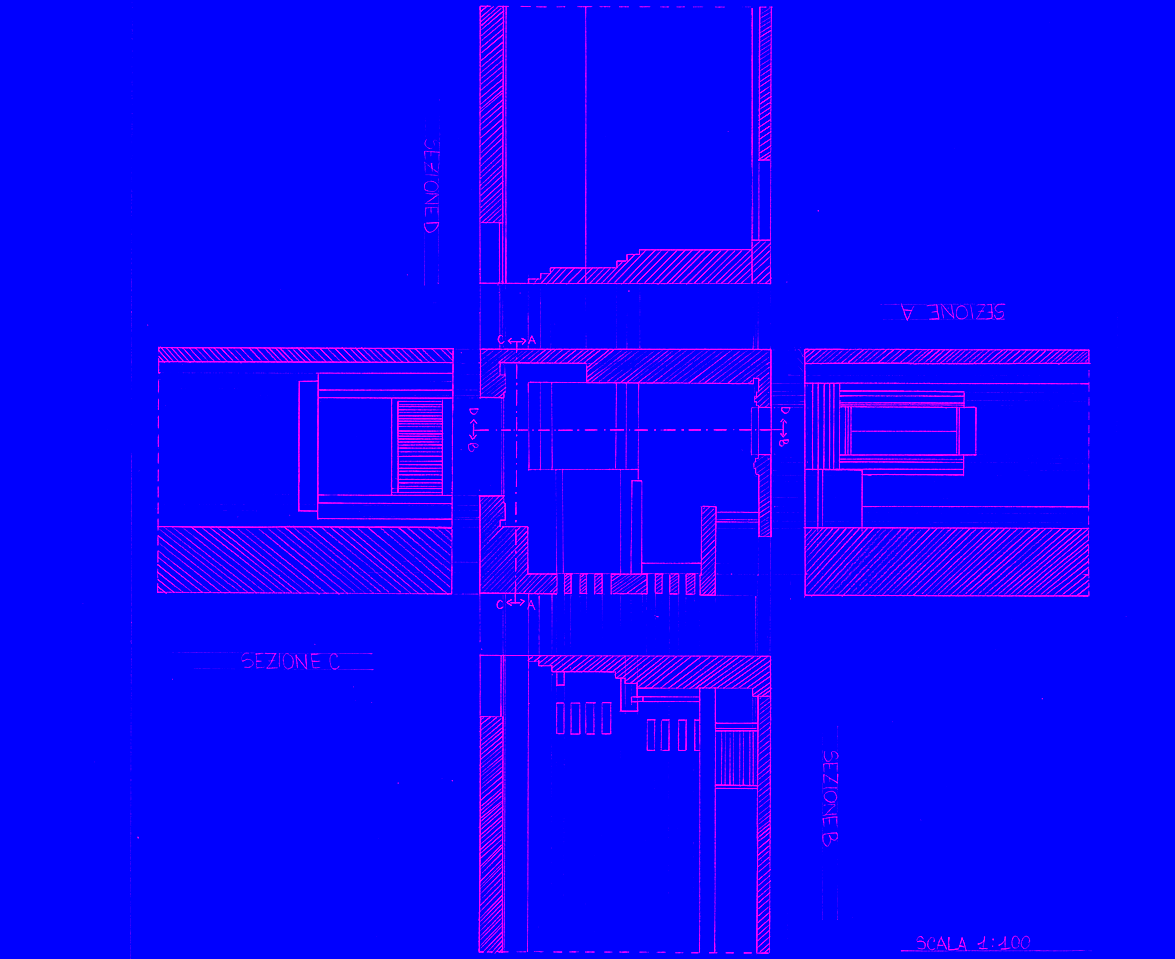 SEZIONE D
SEZIONE A
C A
D B
D B
C A
SEZIONE C
SEZIONE B
SCALA 1:100